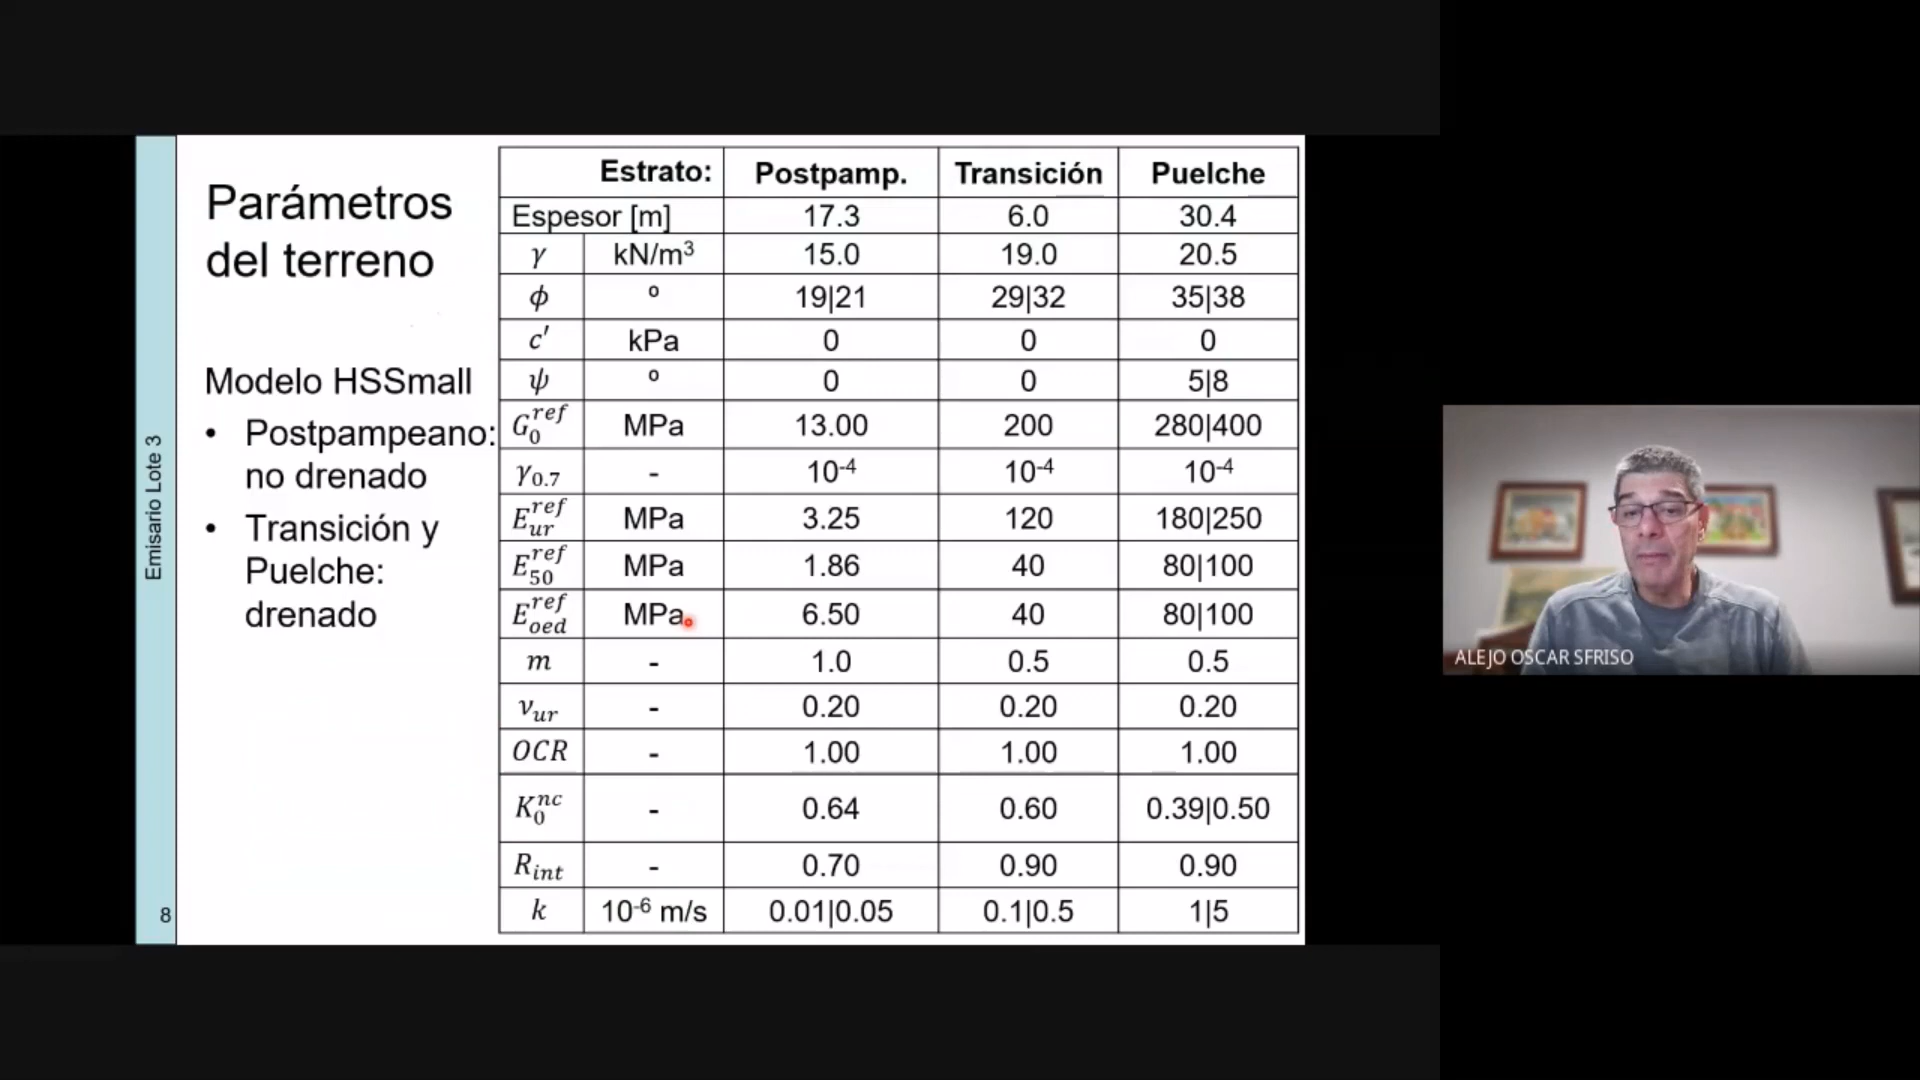 Parámetros
del terreno
Modelo HSSmall
• Postpampeano:
no drenado
• Transición y
Puelche:
drenado
Emisario Lote 3
8
Estrato: Postpamp. Transición Puelche
Espesor [m] 17.3 6.0 30.4
γ kN/m³ 15.0 19.0 20.5
ϕ º 19|21 29|32 35|38
c′ kPa 0 0 0
ψ º 0 0 5|8
G₀^ref MPa 13.00 200 280|400
γ₀.₇ - 10⁻⁴ 10⁻⁴ 10⁻⁴
E_ur^ref MPa 3.25 120 180|250
E₅₀^ref MPa 1.86 40 80|100
E_oed^ref MPa 6.50 40 80|100
m - 1.0 0.5 0.5
ν_ur - 0.20 0.20 0.20
OCR - 1.00 1.00 1.00
K₀^nc - 0.64 0.60 0.39|0.50
R_int - 0.70 0.90 0.90
k 10⁻⁶ m/s 0.01|0.05 0.1|0.5 1|5
ALEJO OSCAR SFRISO